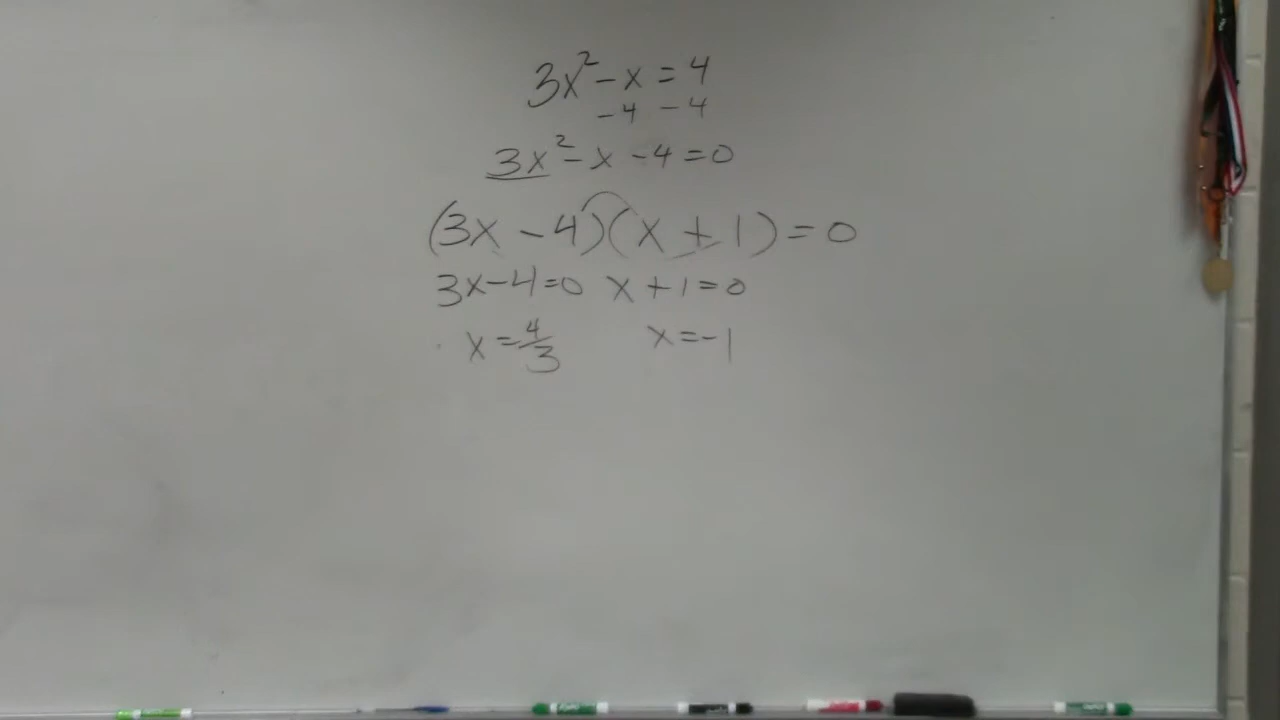 3x² - x = 4
- 4 - 4
3x² - x - 4 = 0
(3x - 4)(x + 1) = 0
3x - 4 = 0 x + 1 = 0
x = 4/3 x = -1